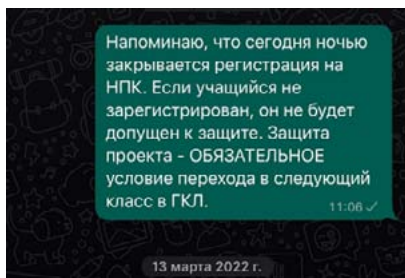 Напоминаю, что сегодня ночью
закрывается регистрация на
НПК. Если учащийся не
зарегистрирован, он не будет
допущен к защите. Защита
проекта - ОБЯЗАТЕЛЬНОЕ
условие перехода в следующий
класс в ГКЛ.
11:06
13 марта 2022 г.